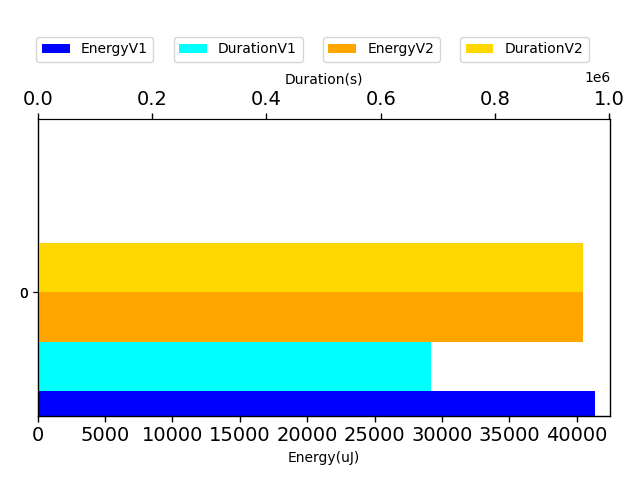 EnergyV1 DurationV1 EnergyV2 DurationV2
Duration(s)
1e6
0.0 0.2 0.4 0.6 0.8 1.0
0
0 5000 10000 15000 20000 25000 30000 35000 40000
Energy(uJ)